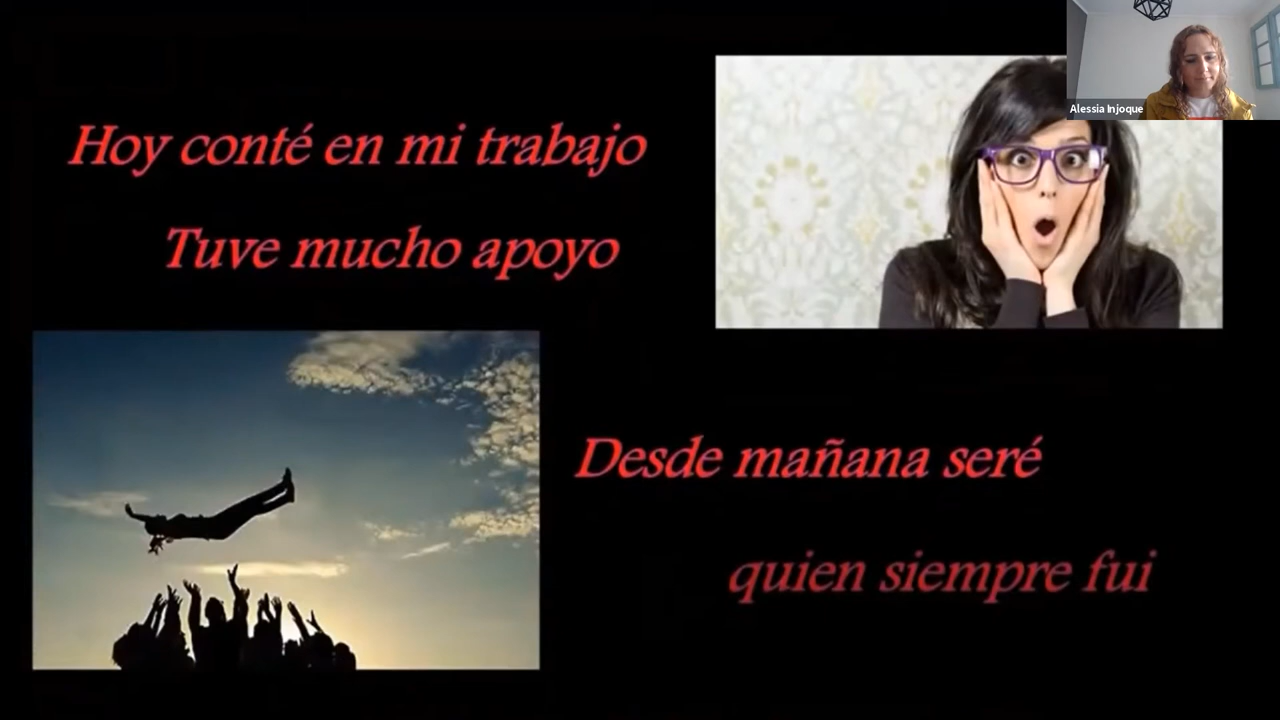 Alessia Injoque
Hoy conté en mi trabajo
Tuve mucho apoyo
Desde mañana seré
quien siempre fui